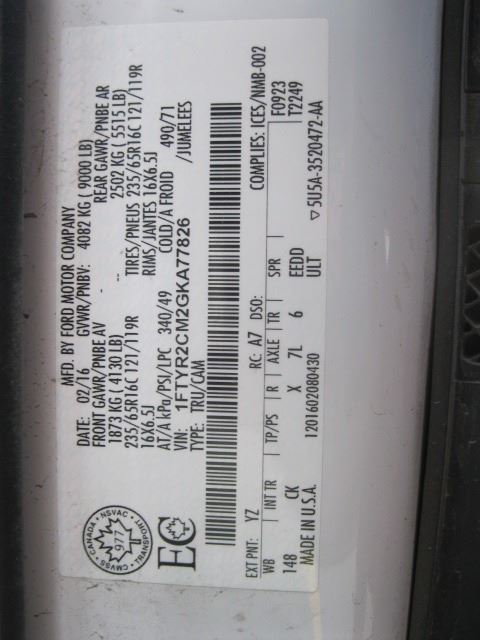 MFD. BY FORD MOTOR COMPANY
DATE: 02/16 GVWR/PNBV: 4082 KG ( 9000 LB)
FRONT GAWR/PNBE AV REAR GAWR/PNBE AR
1873 KG ( 4130 LB) 2502 KG ( 5515 LB)
235/65R16C 121/119R TIRES/PNEUS 235/65R16C 121/119R
16X6.5J RIMS/JANTES 16X6.5J
AT/A kPa/PSI/LPC 340/49 COLD/A FROID 490/71
VIN: 1FTYR2CM2GKA77826 /JUMELEES
TYPE: TRU/CAM
CMVSS · CANADA · NSVAC · TRANSPORT
977
EC
EXT PNT: YZ RC: A7 DSO: COMPLIES: ICES/NMB-002
WB INT TR TP/PS R AXLE TR SPR F0923
148 CK X 7L 6 EEDD T2249
MADE IN U.S.A. 1201602080430 ULT ▽5U5A-3520472-AA